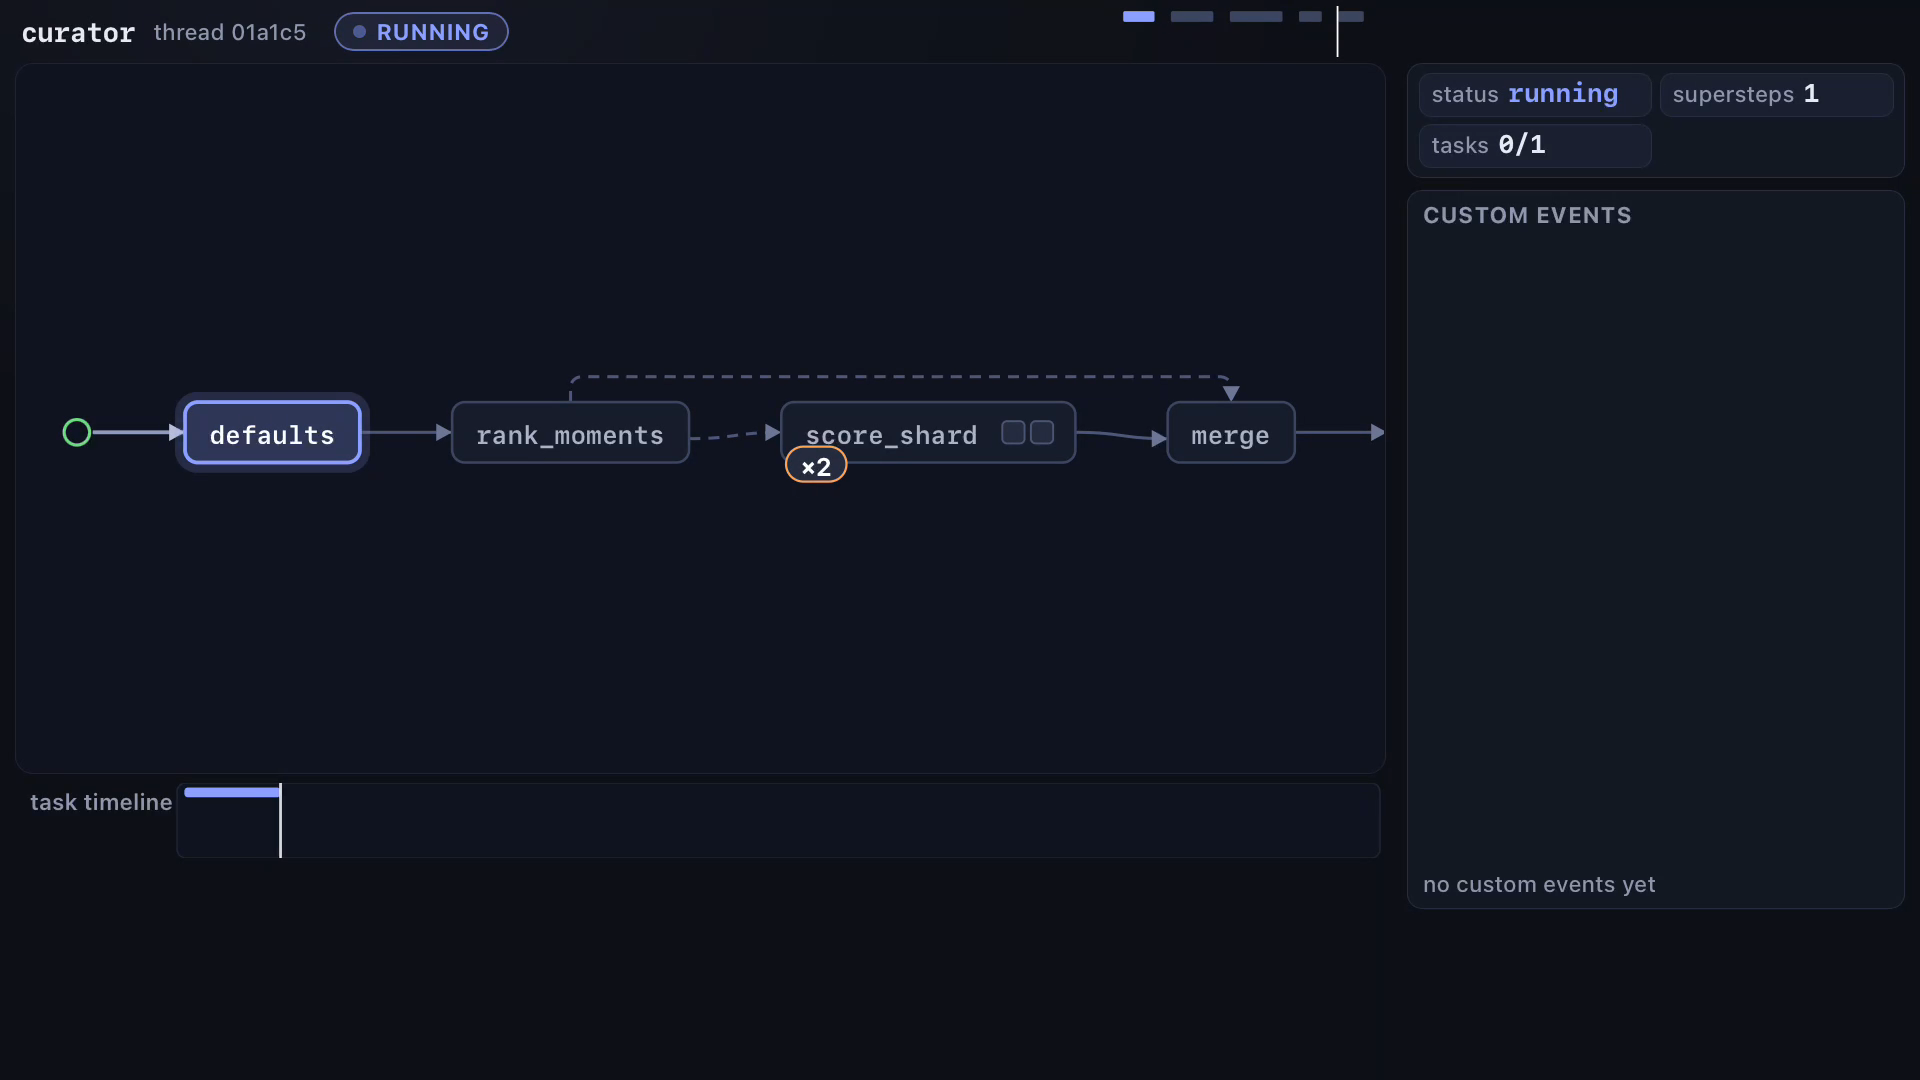 curator thread 01a1c5 RUNNING
status running supersteps 1
tasks 0/1
CUSTOM EVENTS
defaults rank_moments score_shard merge
×2
task timeline
no custom events yet